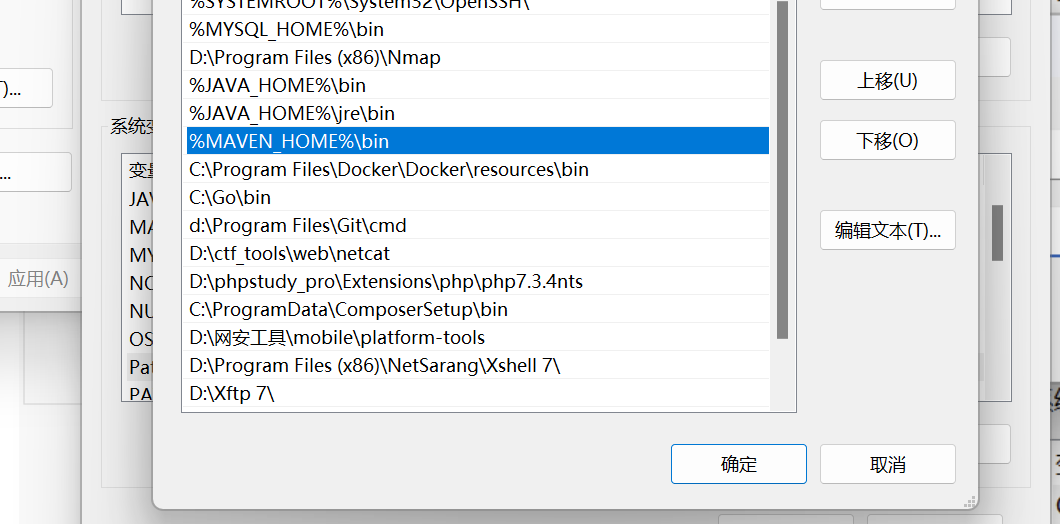 %SYSTEMROOT%\System32\OpenSSH\
%MYSQL_HOME%\bin
D:\Program Files (x86)\Nmap
%JAVA_HOME%\bin
%JAVA_HOME%\jre\bin
%MAVEN_HOME%\bin
C:\Program Files\Docker\Docker\resources\bin
C:\Go\bin
d:\Program Files\Git\cmd
D:\ctf_tools\web\netcat
D:\phpstudy_pro\Extensions\php\php7.3.4nts
C:\ProgramData\ComposerSetup\bin
D:\网安工具\mobile\platform-tools
D:\Program Files (x86)\NetSarang\Xshell 7\
D:\Xftp 7\
上移(U)
下移(O)
编辑文本(T)...
确定
取消
系统变
变量
JAV
MA
MY
NO
NU
OS
Pat
PA
应用(A)